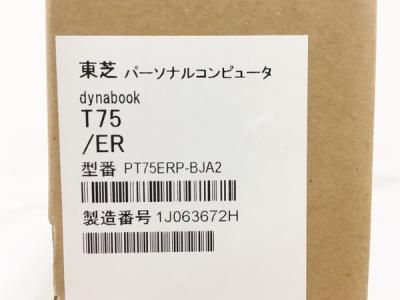 東芝 パーソナルコンピュータ
dynabook
T75
/ER
型番 PT75ERP-BJA2
製造番号 1J063672H